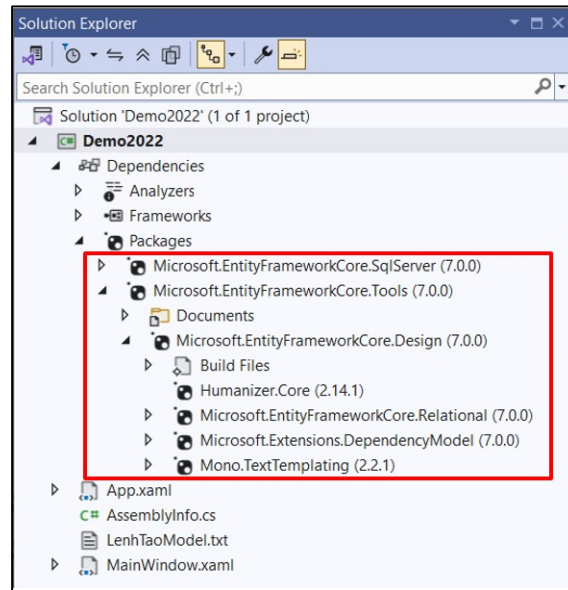 Solution Explorer
Search Solution Explorer (Ctrl+;)
Solution 'Demo2022' (1 of 1 project)
C# Demo2022
Dependencies
Analyzers
Frameworks
Packages
Microsoft.EntityFrameworkCore.SqlServer (7.0.0)
Microsoft.EntityFrameworkCore.Tools (7.0.0)
Documents
Microsoft.EntityFrameworkCore.Design (7.0.0)
Build Files
Humanizer.Core (2.14.1)
Microsoft.EntityFrameworkCore.Relational (7.0.0)
Microsoft.Extensions.DependencyModel (7.0.0)
Mono.TextTemplating (2.2.1)
App.xaml
C# AssemblyInfo.cs
LenhTaoModel.txt
MainWindow.xaml